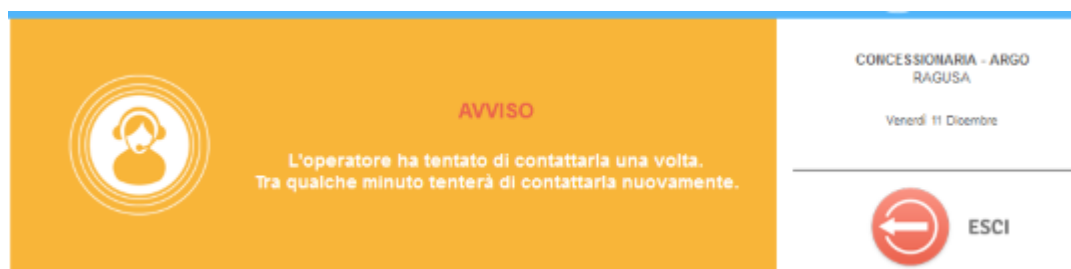 AVVISO
L'operatore ha tentato di contattarla una volta.
Tra qualche minuto tenterà di contattarla nuovamente.
CONCESSIONARIA - ARGO
RAGUSA
Venerdì 11 Dicembre
ESCI